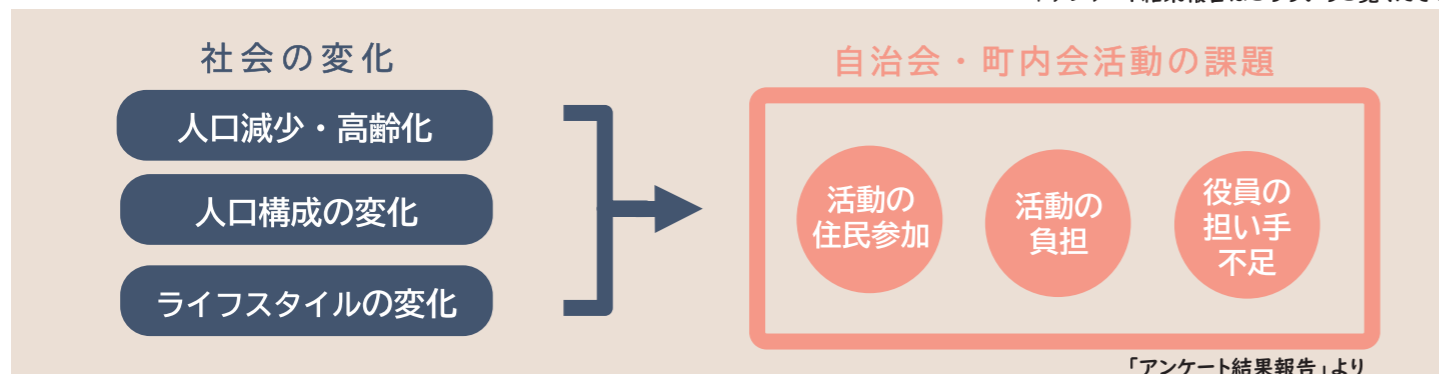 社会の変化
人口減少・高齢化
人口構成の変化
ライフスタイルの変化
自治会・町内会活動の課題
活動の
住民参加
活動の
負担
役員の
担い手
不足
「アンケート結果報告」より